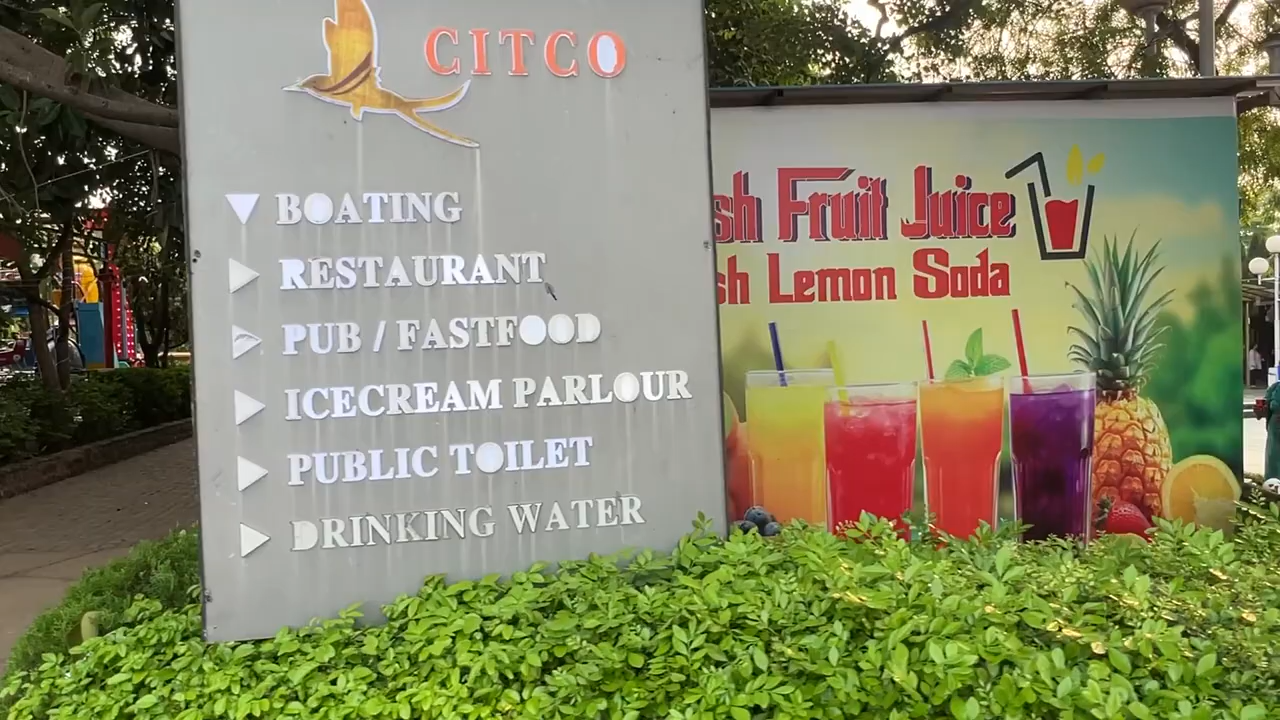 CITCO
BOATING
RESTAURANT
PUB / FASTFOOD
ICECREAM PARLOUR
PUBLIC TOILET
DRINKING WATER
sh Fruit Juice
sh Lemon Soda